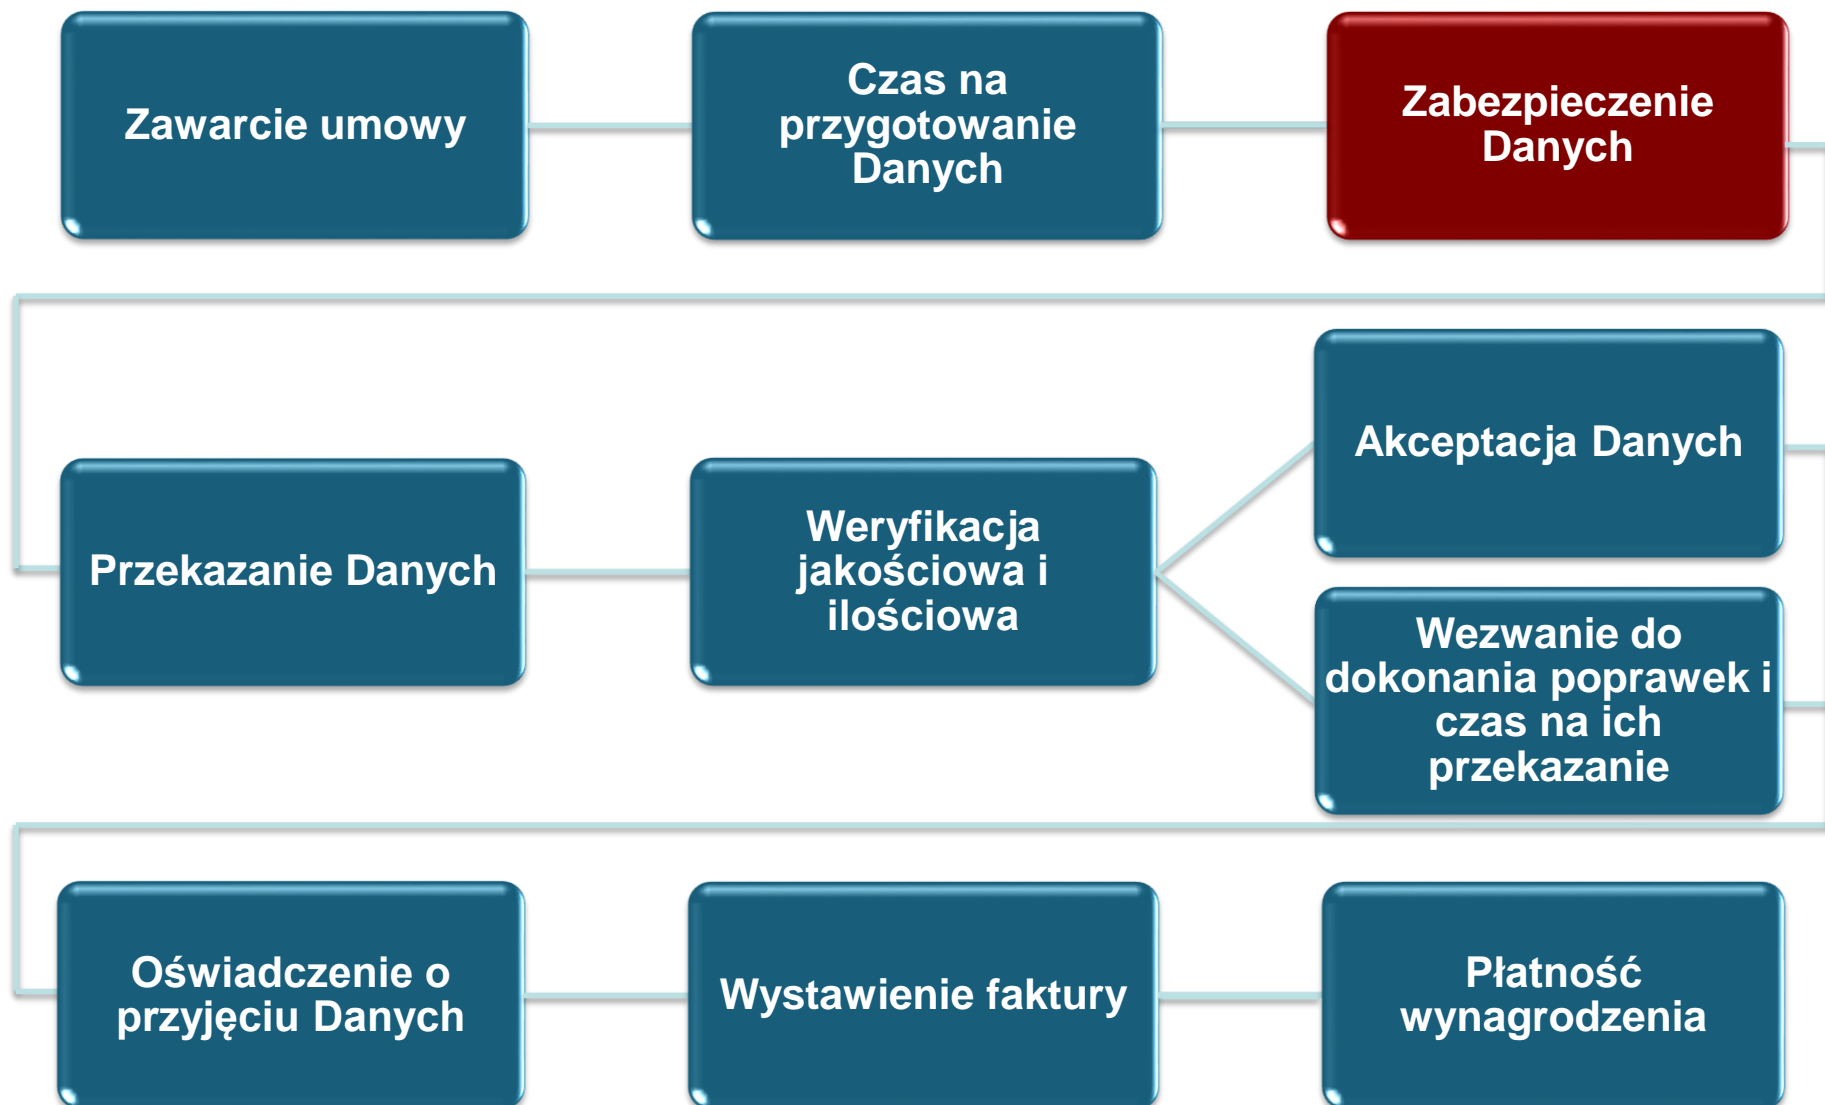 Zawarcie umowy
Czas na
przygotowanie
Danych
Zabezpieczenie
Danych
Przekazanie Danych
Weryfikacja
jakościowa i
ilościowa
Akceptacja Danych
Wezwanie do
dokonania poprawek i
czas na ich
przekazanie
Oświadczenie o
przyjęciu Danych
Wystawienie faktury
Płatność
wynagrodzenia